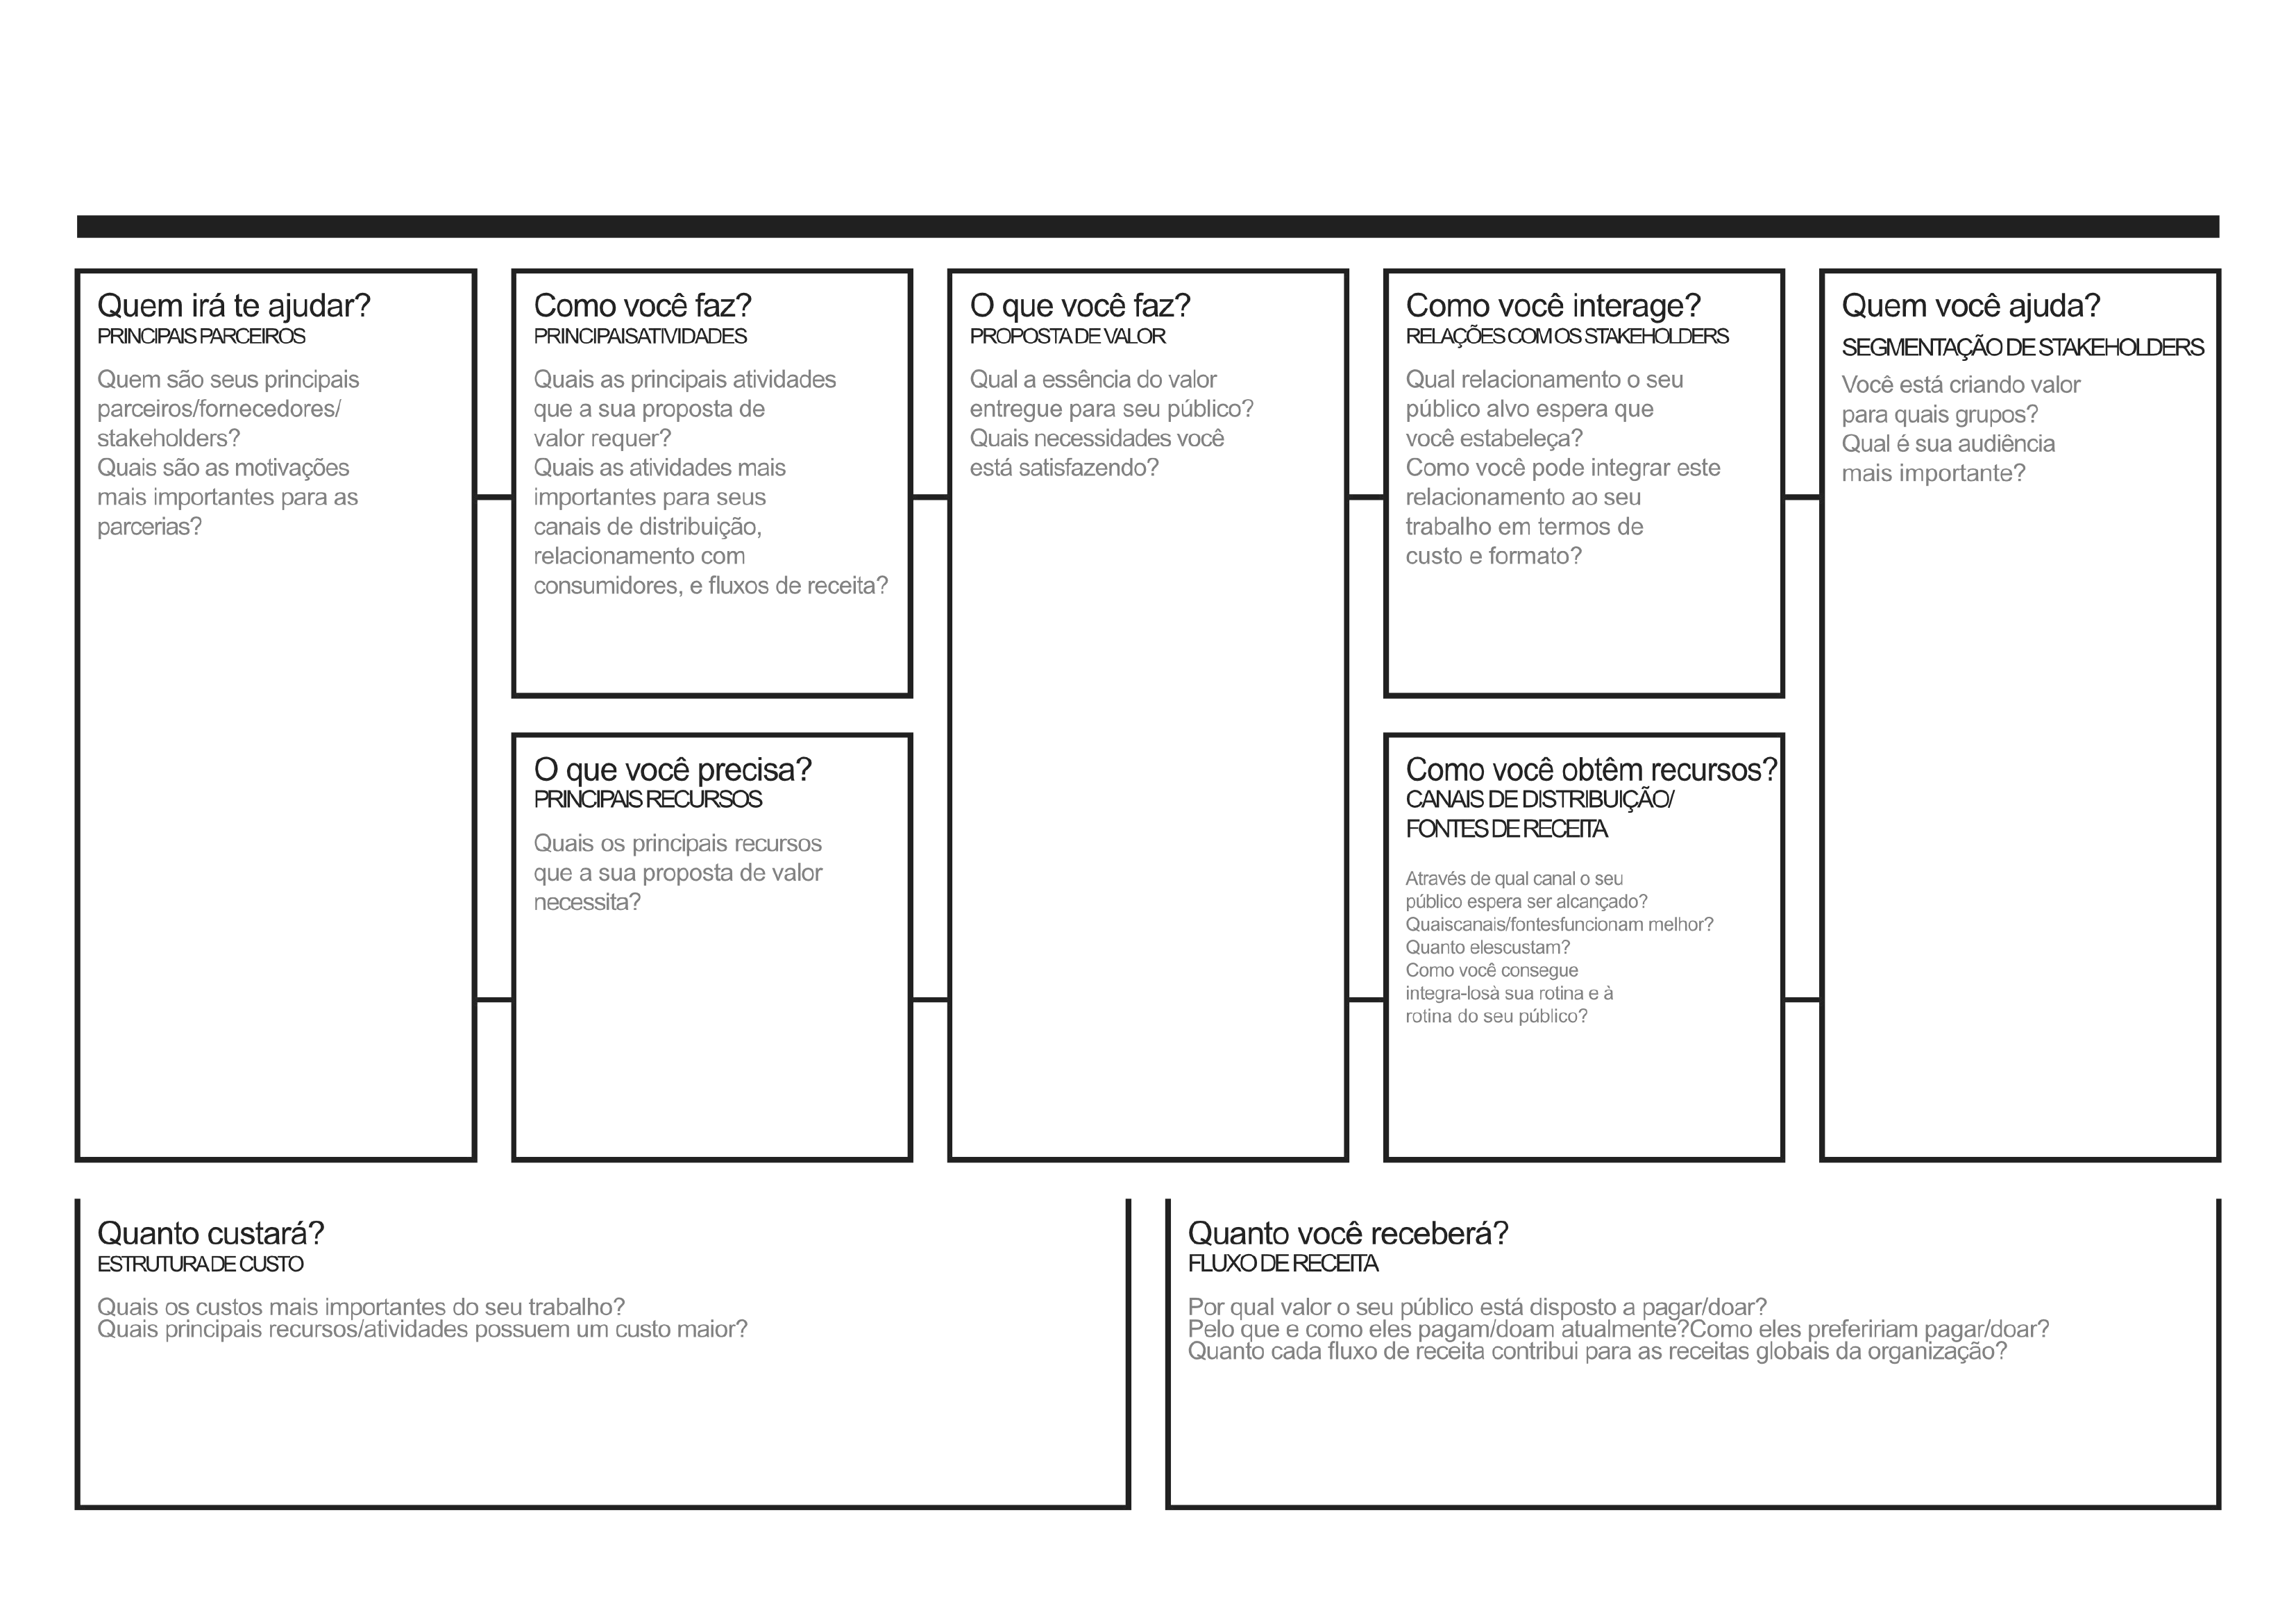 Quem irá te ajudar?
PRINCIPAIS PARCEIROS
Quem são seus principais
parceiros/fornecedores/
stakeholders?
Quais são as motivações
mais importantes para as
parcerias?
Como você faz?
PRINCIPAISATIVIDADES
Quais as principais atividades
que a sua proposta de
valor requer?
Quais as atividades mais
importantes para seus
canais de distribuição,
relacionamento com
consumidores, e fluxos de receita?
O que você precisa?
PRINCIPAIS RECURSOS
Quais os principais recursos
que a sua proposta de valor
necessita?
O que você faz?
PROPOSTA DE VALOR
Qual a essência do valor
entregue para seu público?
Quais necessidades você
está satisfazendo?
Como você interage?
RELAÇÕES COM OS STAKEHOLDERS
Qual relacionamento o seu
público alvo espera que
você estabeleça?
Como você pode integrar este
relacionamento ao seu
trabalho em termos de
custo e formato?
Como você obtêm recursos?
CANAIS DE DISTRIBUIÇÃO/
FONTES DE RECEITA
Através de qual canal o seu
público espera ser alcançado?
Quaiscanais/fontesfuncionam melhor?
Quanto elescustam?
Como você consegue
integra-losà sua rotina e à
rotina do seu público?
Quem você ajuda?
SEGMENTAÇÃO DE STAKEHOLDERS
Você está criando valor
para quais grupos?
Qual é sua audiência
mais importante?
Quanto custará?
ESTRUTURA DE CUSTO
Quais os custos mais importantes do seu trabalho?
Quais principais recursos/atividades possuem um custo maior?
Quanto você receberá?
FLUXO DE RECEITA
Por qual valor o seu público está disposto a pagar/doar?
Pelo que e como eles pagam/doam atualmente?Como eles prefeririam pagar/doar?
Quanto cada fluxo de receita contribui para as receitas globais da organização?